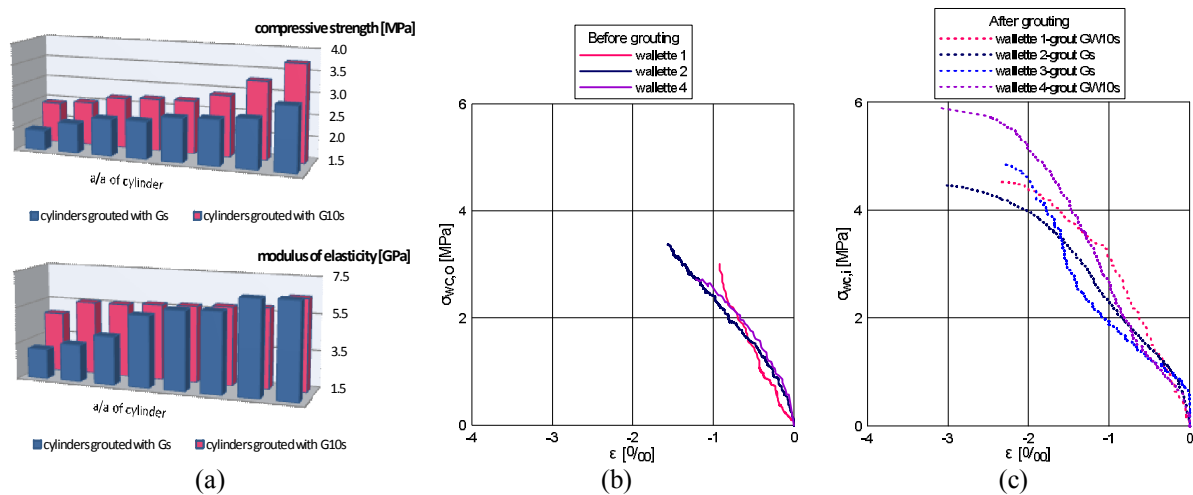 compressive strength [MPa]
4.0
3.5
3.0
2.5
2.0
1.5
a/a of cylinder
cylinders grouted with Gs
cylinders grouted with G10s
modulus of elasticity [GPa]
7.5
5.5
3.5
1.5
a/a of cylinder
cylinders grouted with Gs
cylinders grouted with G10s
(a)
Before grouting
wallette 1
wallette 2
wallette 4
6
4
2
0
σwc,o [MPa]
-4
-3
-2
-1
0
ε [0/00]
(b)
After grouting
wallette 1-grout GW10s
wallette 2-grout Gs
walllette 3-grout Gs
walllette 4-grout GW10s
6
4
2
0
σwc,i [MPa]
-4
-3
-2
-1
0
ε [0/00]
(c)